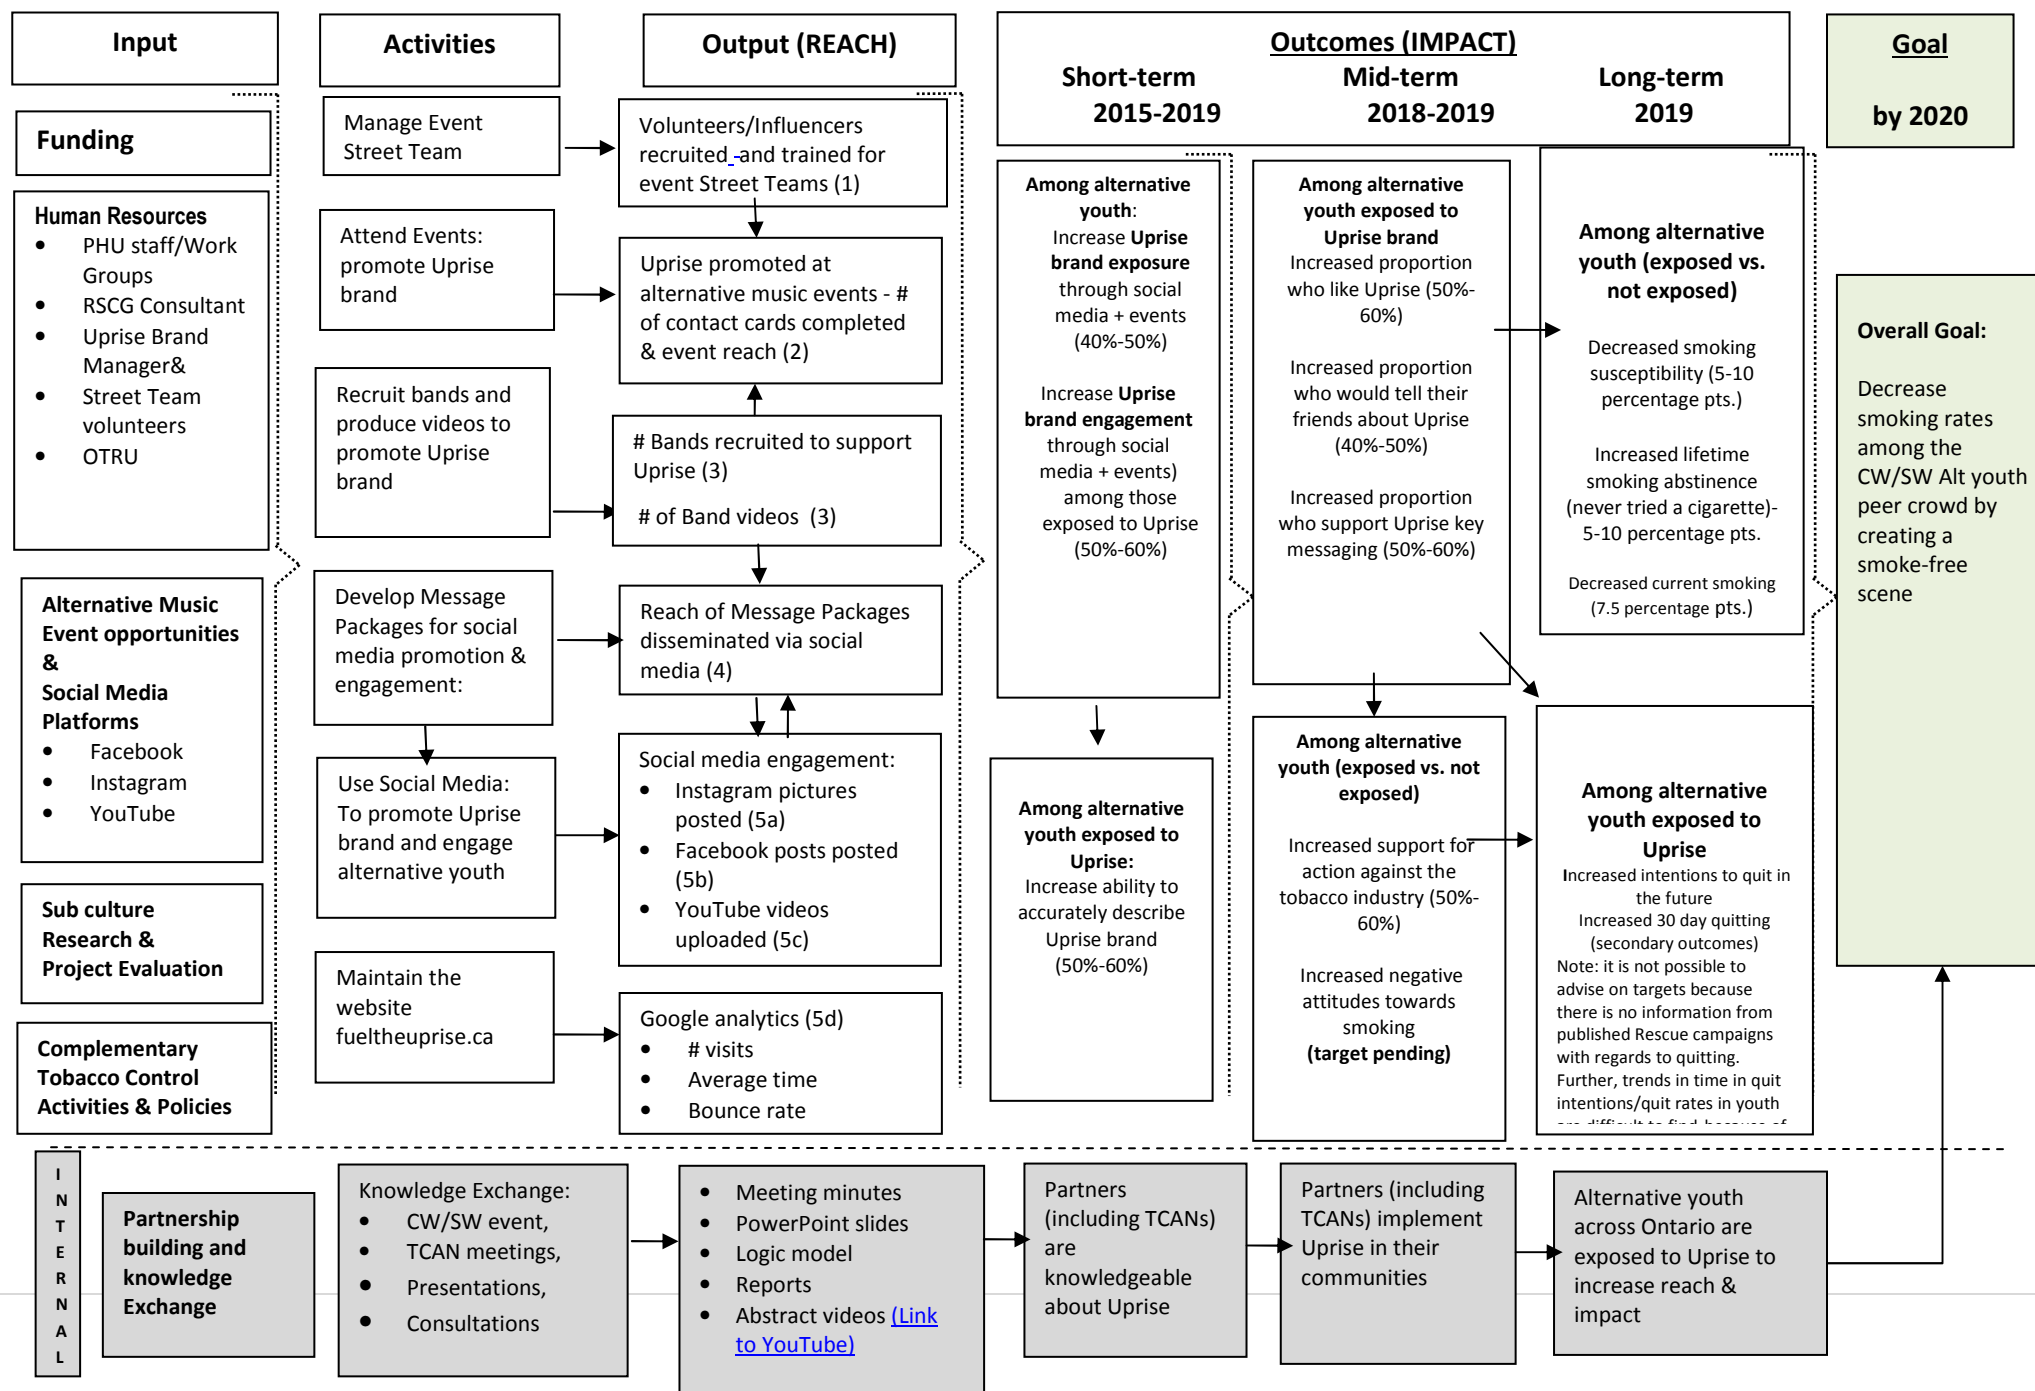 Input
Activities
Output (REACH)
Outcomes (IMPACT)
Short-term
2015-2019
Mid-term
2018-2019
Long-term
2019
Goal
by 2020
Funding
Human Resources
• PHU staff/Work
Groups
• RSCG Consultant
• Uprise Brand
Manager&
• Street Team
volunteers
• OTRU
Alternative Music
Event opportunities
&
Social Media
Platforms
• Facebook
• Instagram
• YouTube
Sub culture
Research &
Project Evaluation
Complementary
Tobacco Control
Activities & Policies
Manage Event
Street Team
Attend Events:
promote Uprise
brand
Recruit bands and
produce videos to
promote Uprise
brand
Develop Message
Packages for social
media promotion &
engagement:
Use Social Media:
To promote Uprise
brand and engage
alternative youth
Maintain the
website
fueltheuprise.ca
Volunteers/Influencers
recruited -and trained for
event Street Teams (1)
Uprise promoted at
alternative music events - #
of contact cards completed
& event reach (2)
# Bands recruited to support
Uprise (3)
# of Band videos (3)
Reach of Message Packages
disseminated via social
media (4)
Social media engagement:
• Instagram pictures
posted (5a)
• Facebook posts posted
(5b)
• YouTube videos
uploaded (5c)
Google analytics (5d)
• # visits
• Average time
• Bounce rate
Among alternative
youth:
Increase Uprise
brand exposure
through social
media + events
(40%-50%)
Increase Uprise
brand engagement
through social
media + events)
among those
exposed to Uprise
(50%-60%)
Among alternative
youth exposed to
Uprise:
Increase ability to
accurately describe
Uprise brand
(50%-60%)
Among alternative
youth exposed to
Uprise brand
Increased proportion
who like Uprise (50%-
60%)
Increased proportion
who would tell their
friends about Uprise
(40%-50%)
Increased proportion
who support Uprise key
messaging (50%-60%)
Among alternative
youth (exposed vs. not
exposed)
Increased support for
action against the
tobacco industry (50%-
60%)
Increased negative
attitudes towards
smoking
(target pending)
Among alternative
youth (exposed vs.
not exposed)
Decreased smoking
susceptibility (5-10
percentage pts.)
Increased lifetime
smoking abstinence
(never tried a cigarette)-
5-10 percentage pts.
Decreased current smoking
(7.5 percentage pts.)
Among alternative
youth exposed to
Uprise
Increased intentions to quit in
the future
Increased 30 day quitting
(secondary outcomes)
Note: it is not possible to
advise on targets because
there is no information from
published Rescue campaigns
with regards to quitting.
Further, trends in time in quit
intentions/quit rates in youth
are difficult to find because of
Overall Goal:
Decrease
smoking rates
among the
CW/SW Alt youth
peer crowd by
creating a
smoke-free
scene
INTERNAL
Partnership
building and
knowledge
Exchange
Knowledge Exchange:
• CW/SW event,
• TCAN meetings,
• Presentations,
• Consultations
• Meeting minutes
• PowerPoint slides
• Logic model
• Reports
• Abstract videos (Link
to YouTube)
Partners
(including TCANs)
are
knowledgeable
about Uprise
Partners (including
TCANs) implement
Uprise in their
communities
Alternative youth
across Ontario are
exposed to Uprise to
increase reach &
impact